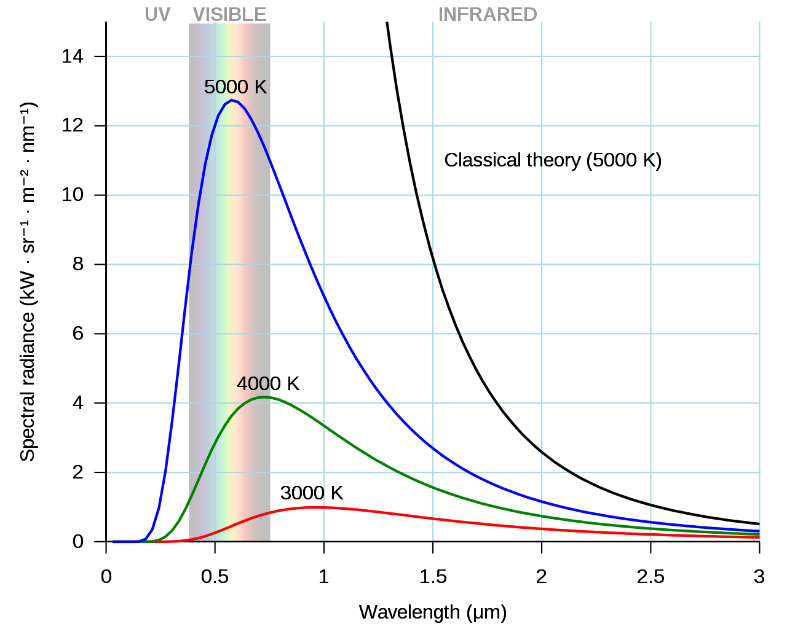 UV VISIBLE INFRARED
14
12
10
8
6
4
2
0
5000 K
Classical theory (5000 K)
4000 K
3000 K
0 0.5 1 1.5 2 2.5 3
Wavelength (μm)
Spectral radiance (kW · sr⁻¹ · m⁻² · nm⁻¹)